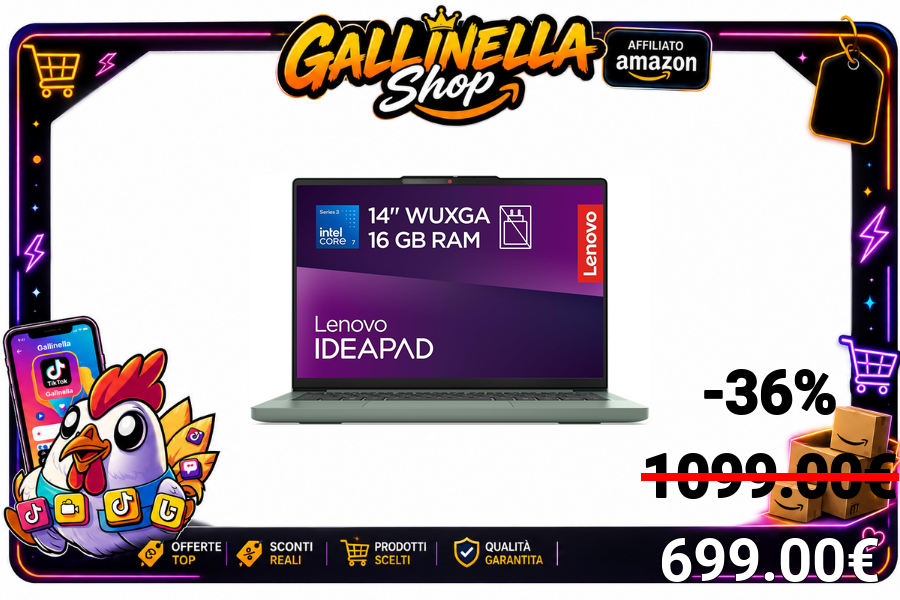 GALLINELLA
Shop
AFFILIATO
amazon
Series 3
intel
CORE 7
14" WUXGA
16 GB RAM
Lenovo
Lenovo
IDEAPAD
Gallinella
TikTok
Gallinella
-36%
1099.00€
699.00€
OFFERTE
TOP
SCONTI
REALI
PRODOTTI
SCELTI
QUALITÀ
GARANTITA